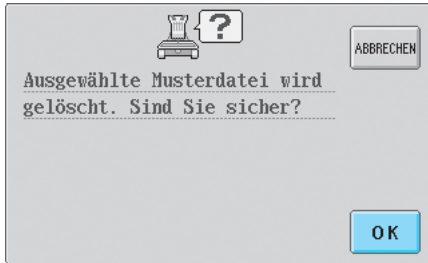 ?
ABBRECHEN
Ausgewählte Musterdatei wird
gelöscht. Sind Sie sicher?
OK